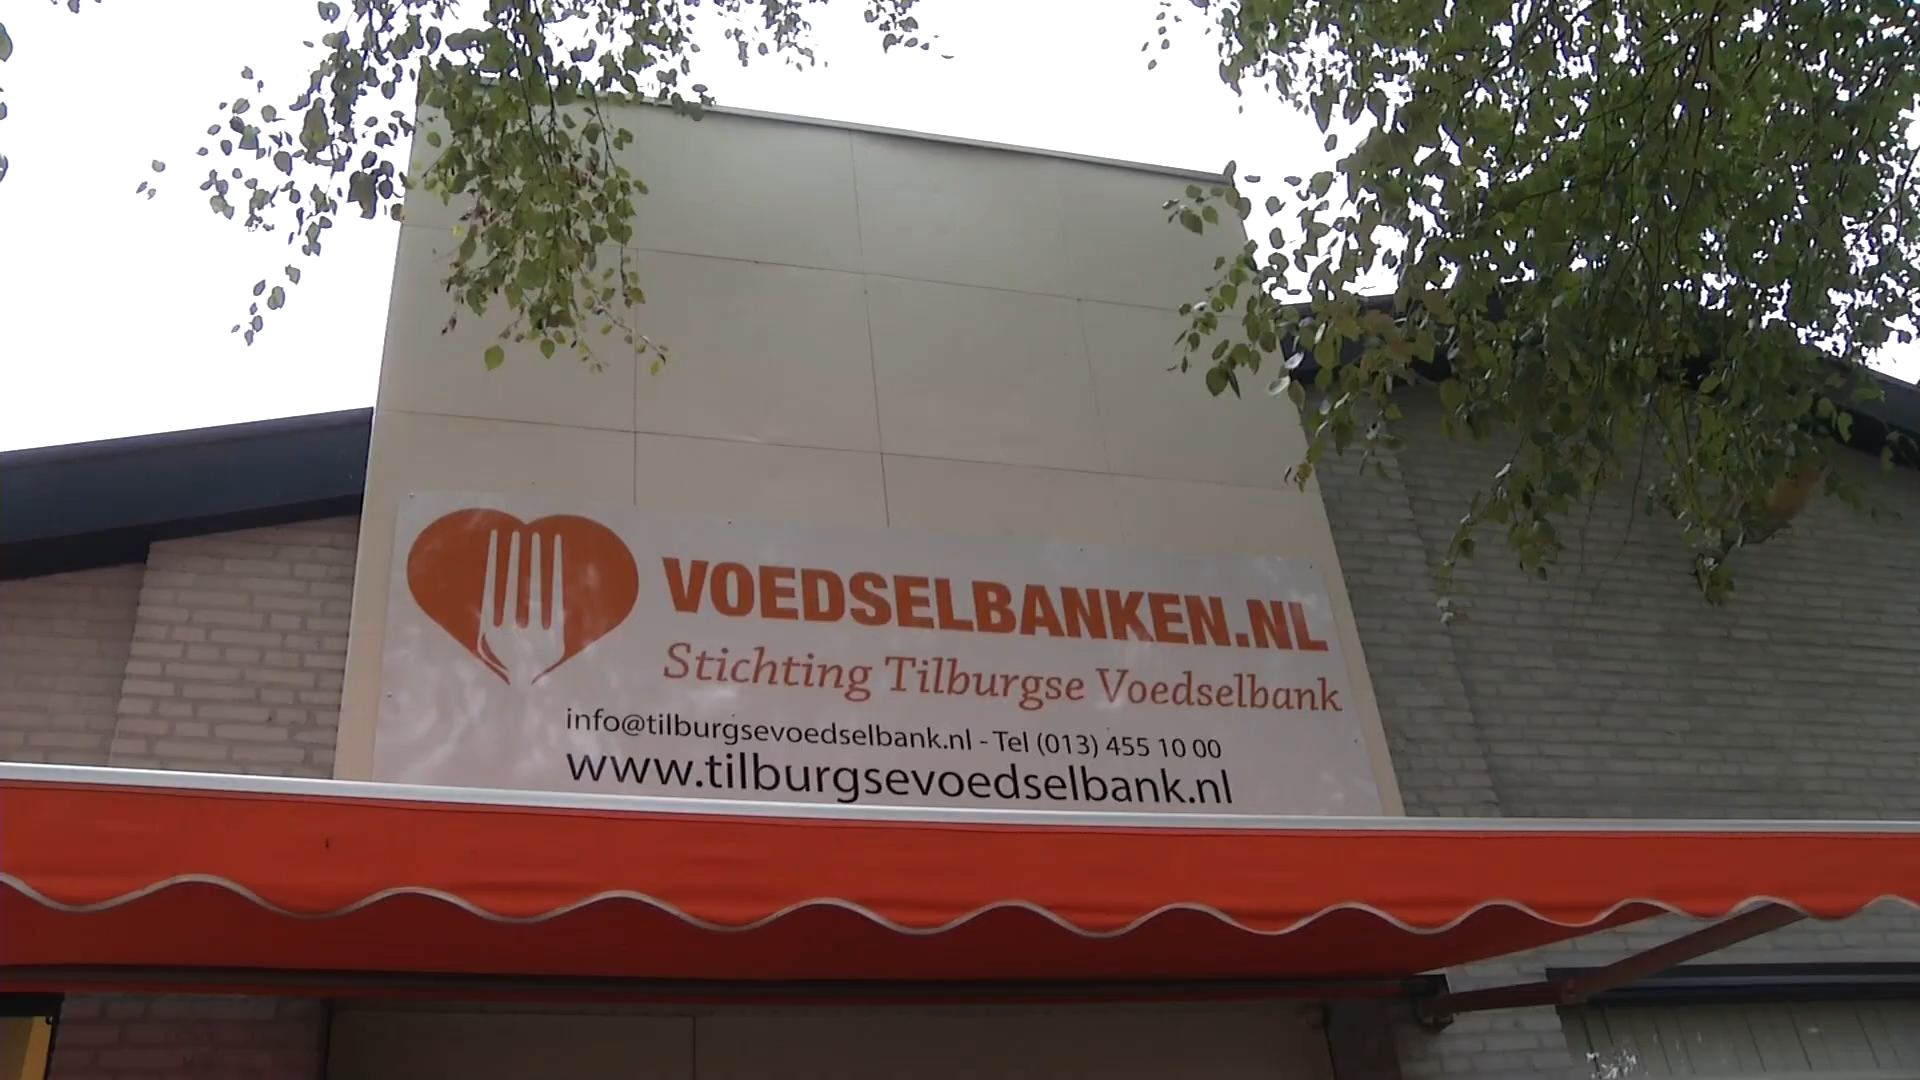 VOEDSELBANKEN.NL
Stichting Tilburgse Voedselbank
info@tilburgsevoedselbank.nl - Tel (013) 455 10 00
www.tilburgsevoedselbank.nl